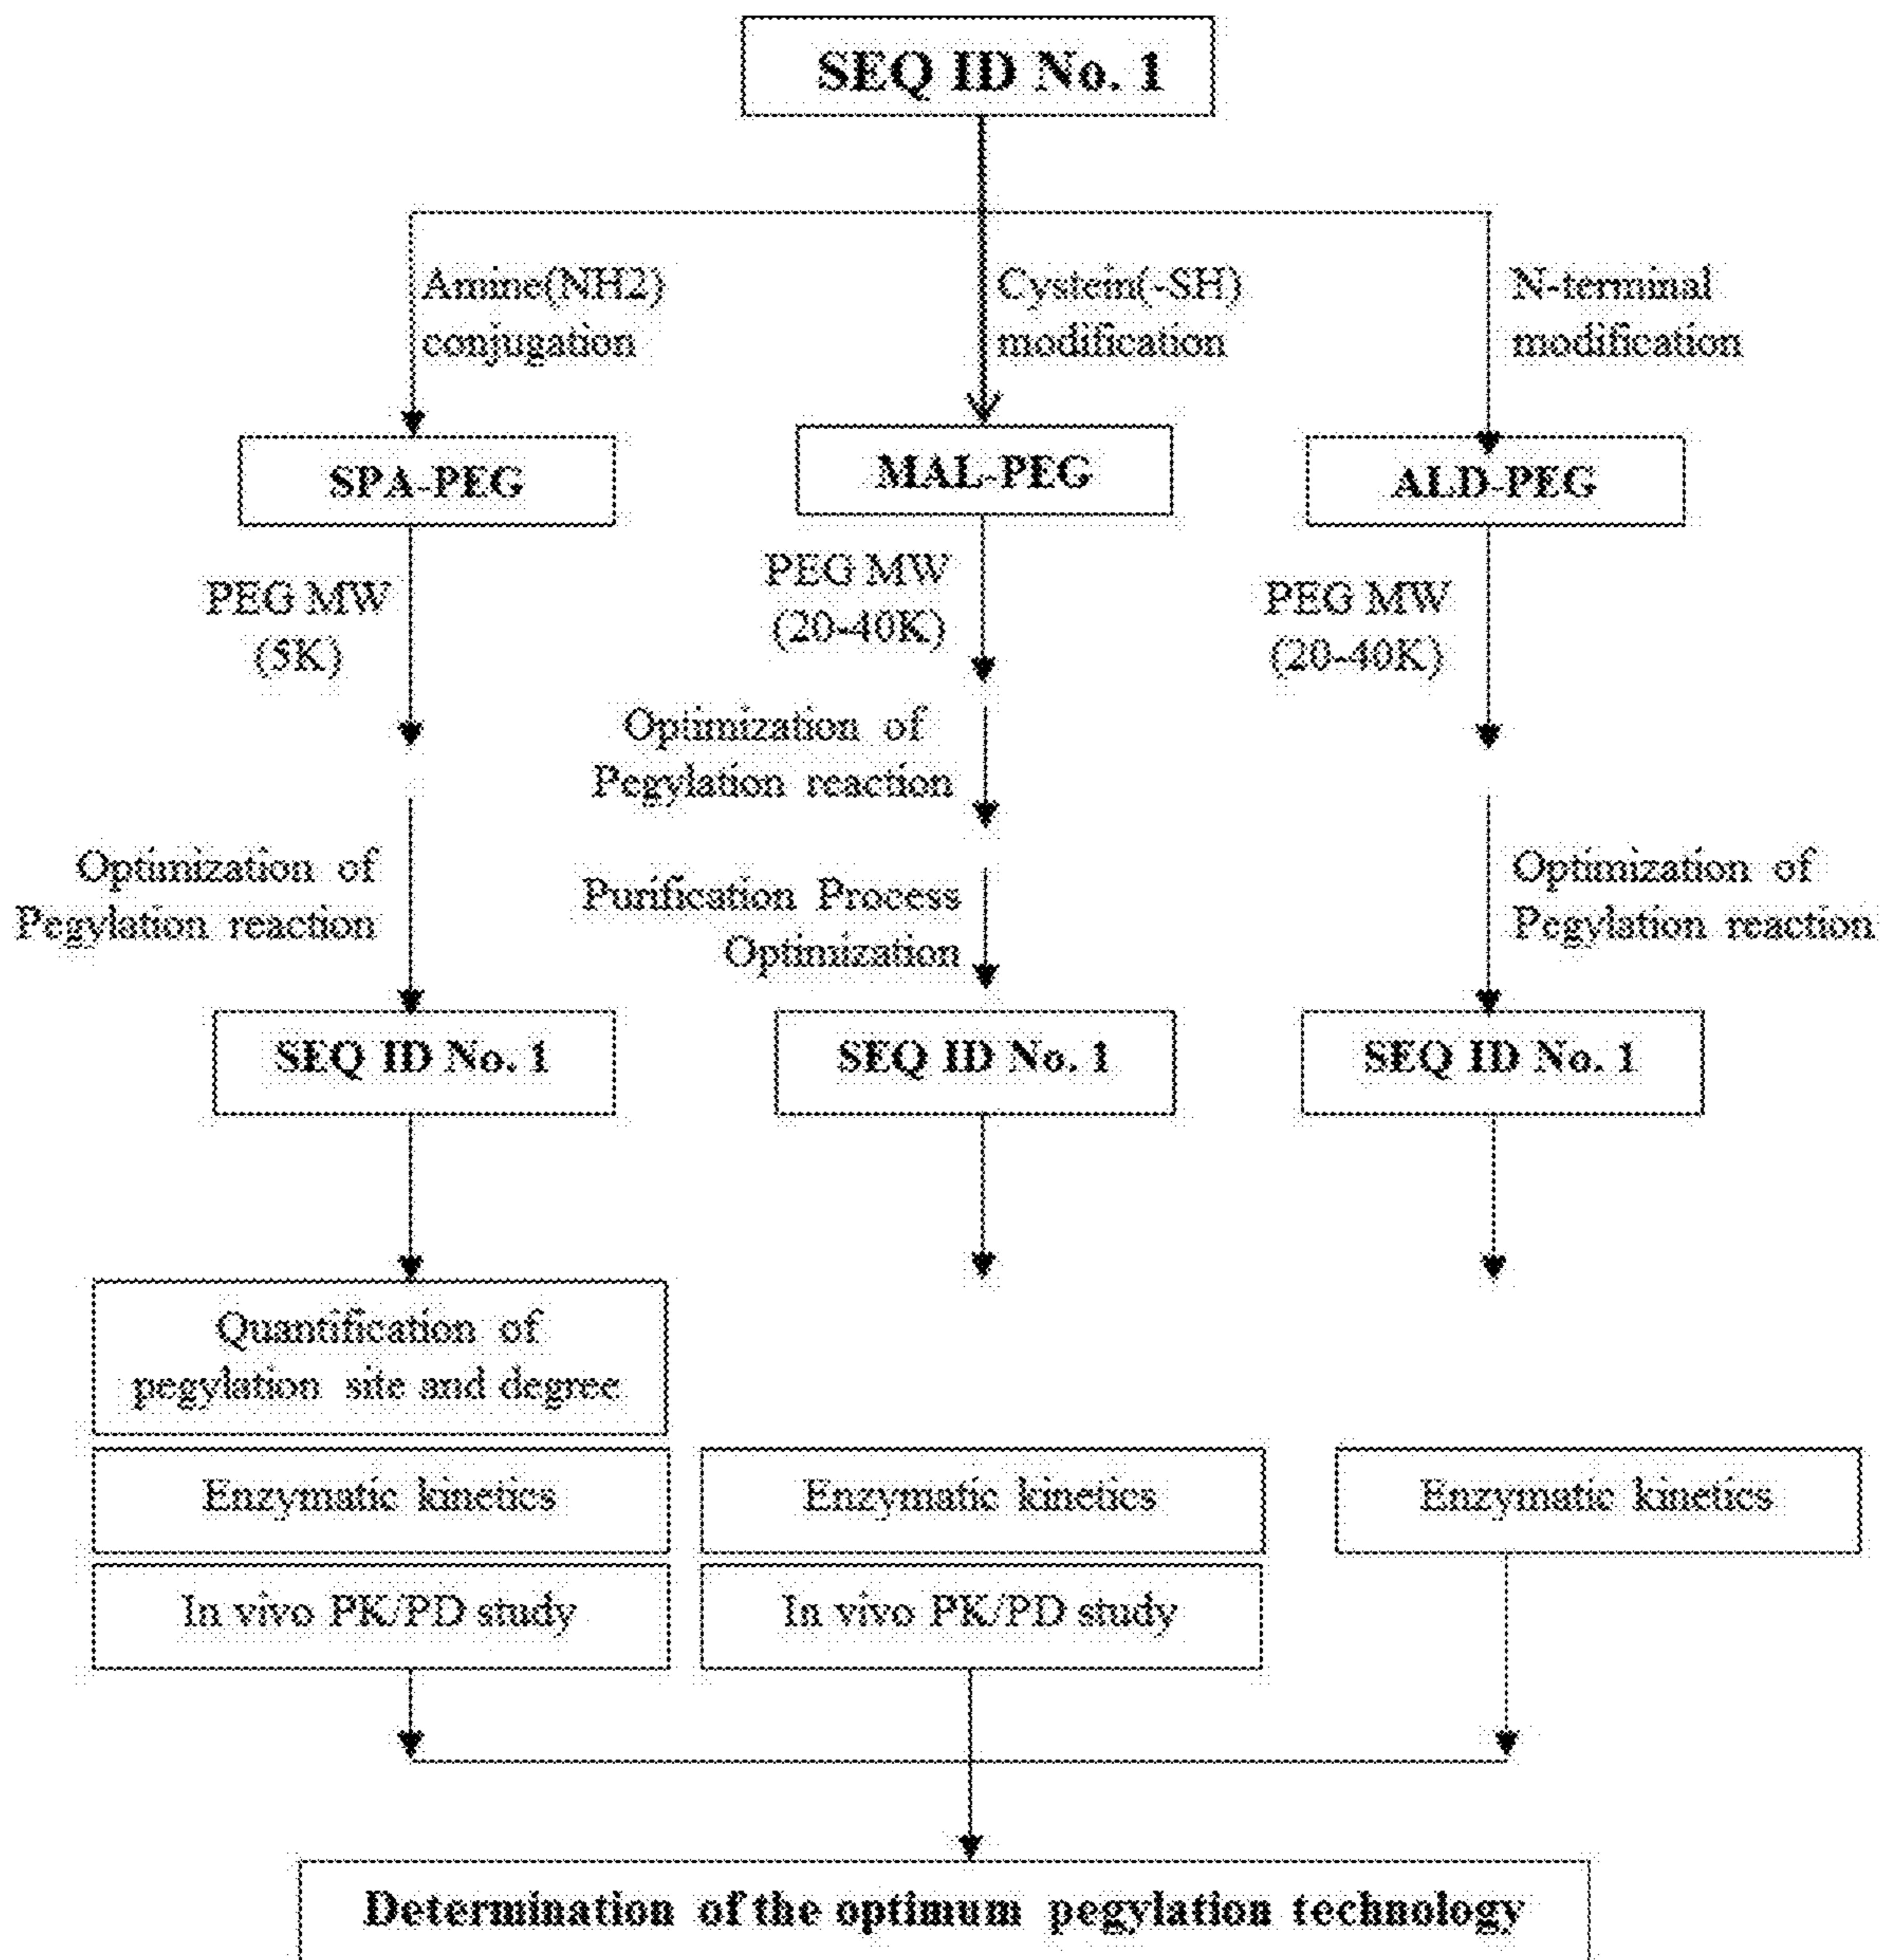 SEQ ID No. 1
Amine(NH2)
conjugation
Cystein(-SH)
modification
N-terminal
modification
SPA-PEG
MAL-PEG
ALD-PEG
PEG MW
(5K)
PEG MW
(20-40K)
PEG MW
(20-40K)
Optimization of
Pegylation reaction
Optimization of
Pegylation reaction
Purification Process
Optimization
Optimization of
Pegylation reaction
SEQ ID No. 1
SEQ ID No. 1
SEQ ID No. 1
Quantification of
pegylation site and degree
Enzymatic kinetics
Enzymatic kinetics
Enzymatic kinetics
In vivo PK/PD study
In vivo PK/PD study
Determination of the optimum pegylation technology